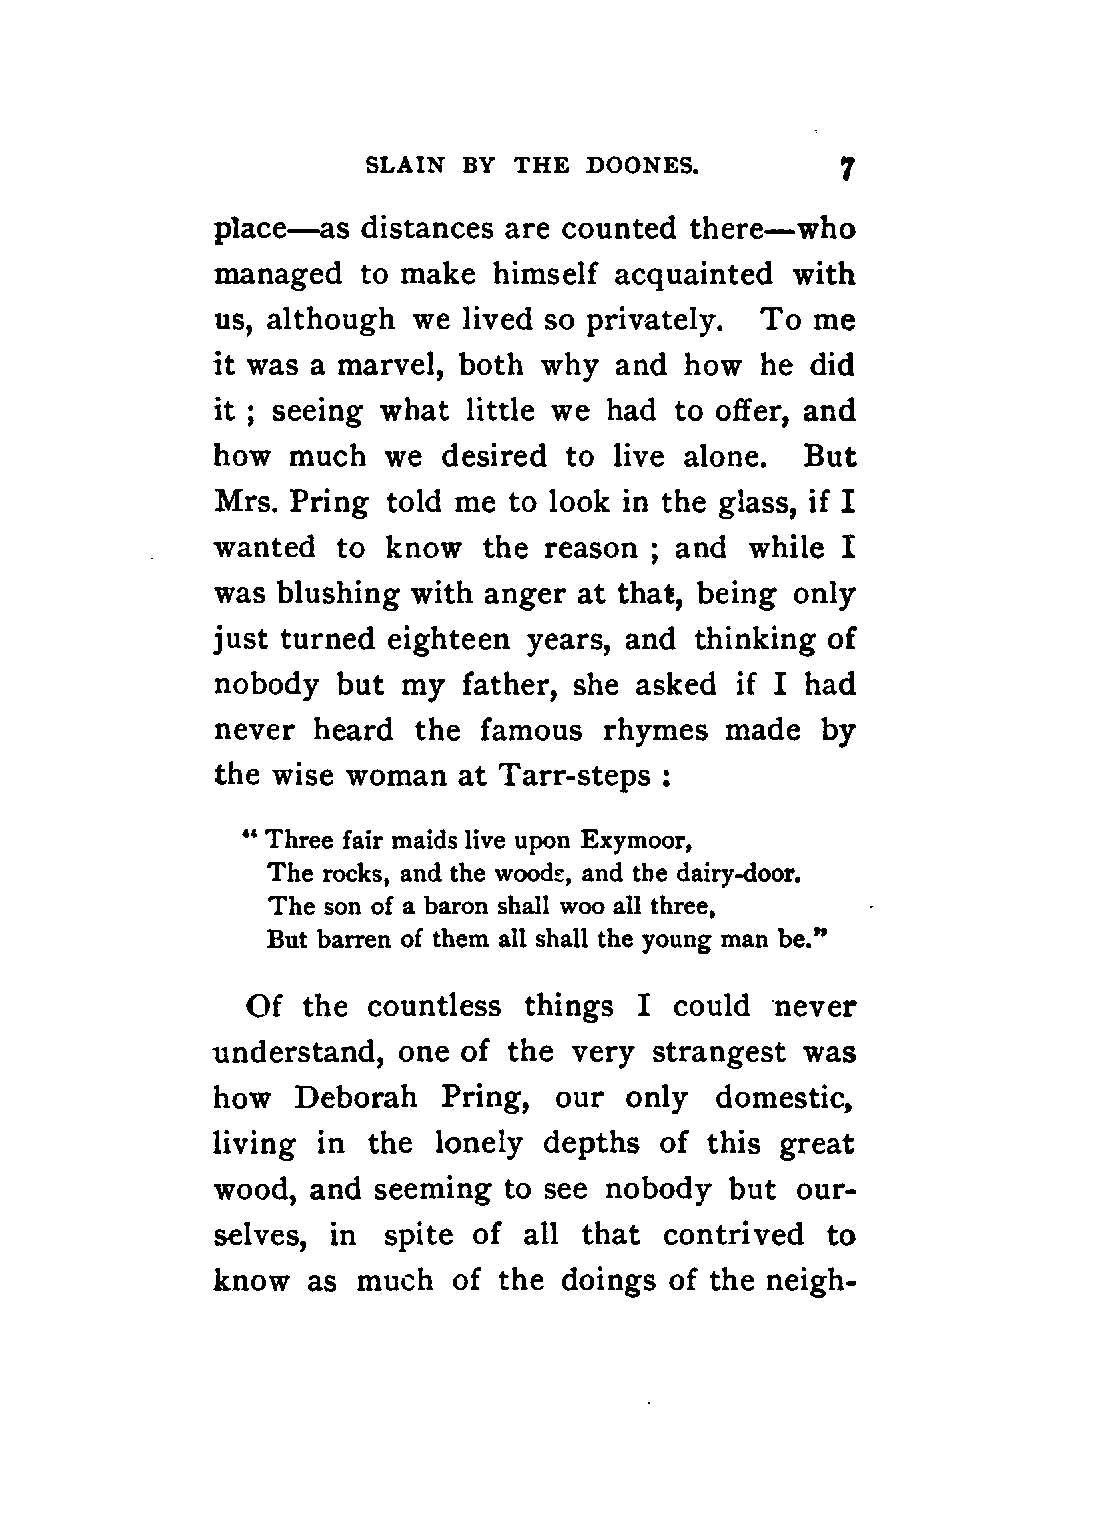 SLAIN BY THE DOONES. 7
place—as distances are counted there—who
managed to make himself acquainted with
us, although we lived so privately. To me
it was a marvel, both why and how he did
it ; seeing what little we had to offer, and
how much we desired to live alone. But
Mrs. Pring told me to look in the glass, if I
wanted to know the reason ; and while I
was blushing with anger at that, being only
just turned eighteen years, and thinking of
nobody but my father, she asked if I had
never heard the famous rhymes made by
the wise woman at Tarr-steps :
“ Three fair maids live upon Exymoor,
The rocks, and the woods, and the dairy-door.
The son of a baron shall woo all three,
But barren of them all shall the young man be.”
Of the countless things I could never
understand, one of the very strangest was
how Deborah Pring, our only domestic,
living in the lonely depths of this great
wood, and seeming to see nobody but our-
selves, in spite of all that contrived to
know as much of the doings of the neigh-